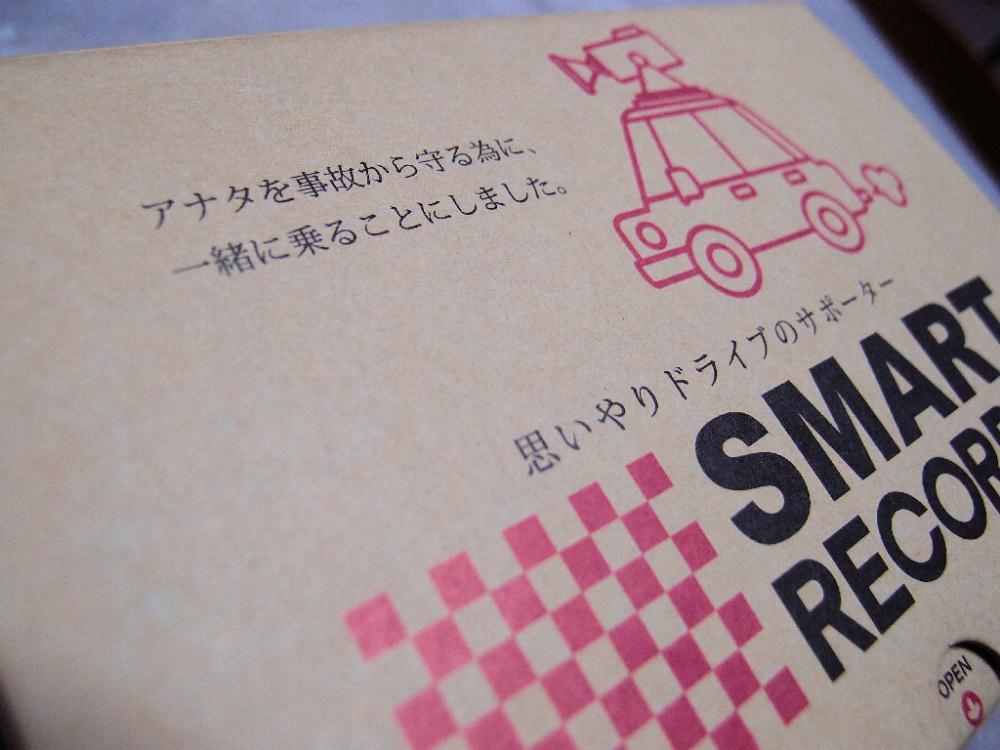 アナタを事故から守る為に、
一緒に乗ることにしました。
思いやりドライブのサポーター
SMART
RECOR
OPEN